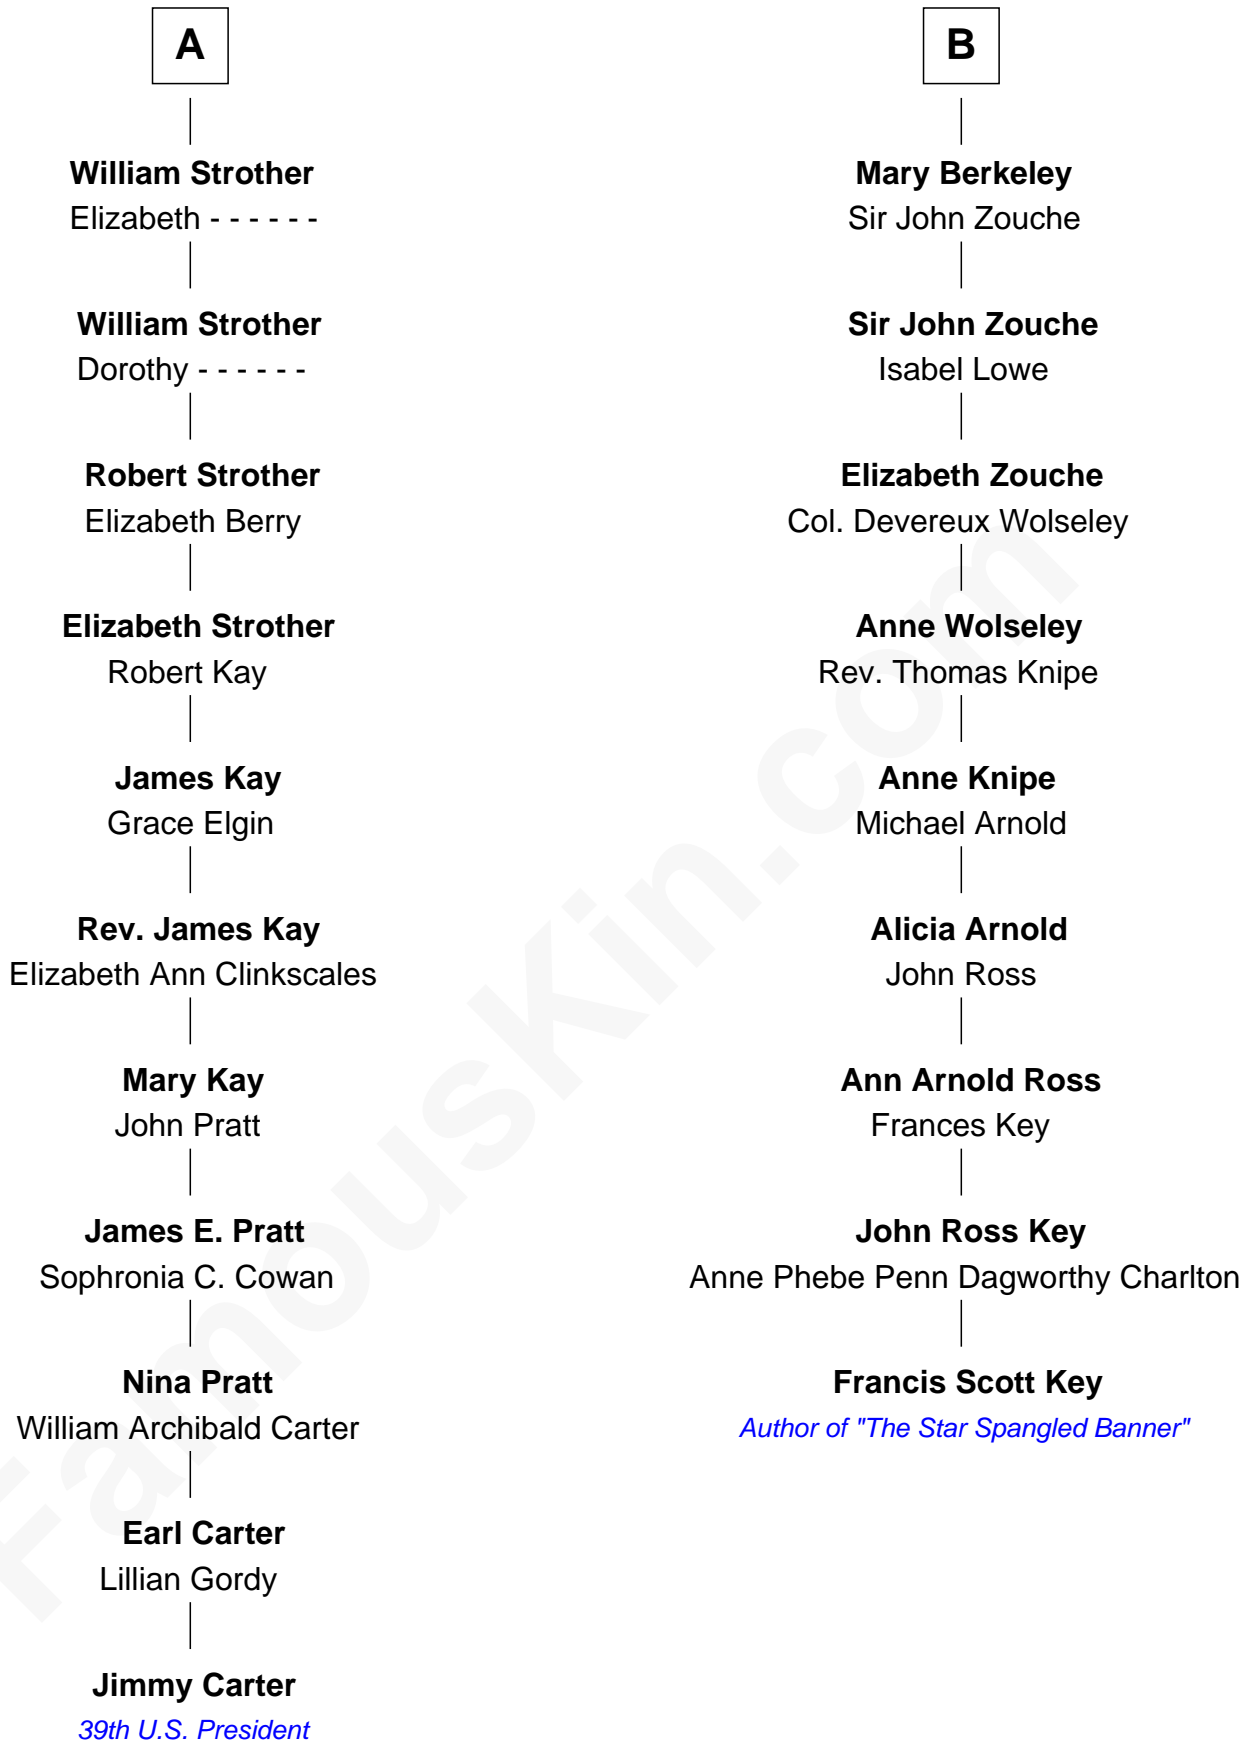 A
William Strother
Elizabeth - - - - - -
William Strother
Dorothy - - - - - -
Robert Strother
Elizabeth Berry
Elizabeth Strother
Robert Kay
James Kay
Grace Elgin
Rev. James Kay
Elizabeth Ann Clinkscales
Mary Kay
John Pratt
James E. Pratt
Sophronia C. Cowan
Nina Pratt
William Archibald Carter
Earl Carter
Lillian Gordy
Jimmy Carter
39th U.S. President
B
Mary Berkeley
Sir John Zouche
Sir John Zouche
Isabel Lowe
Elizabeth Zouche
Col. Devereux Wolseley
Anne Wolseley
Rev. Thomas Knipe
Anne Knipe
Michael Arnold
Alicia Arnold
John Ross
Ann Arnold Ross
Frances Key
John Ross Key
Anne Phebe Penn Dagworthy Charlton
Francis Scott Key
Author of "The Star Spangled Banner"
FamousKin.com